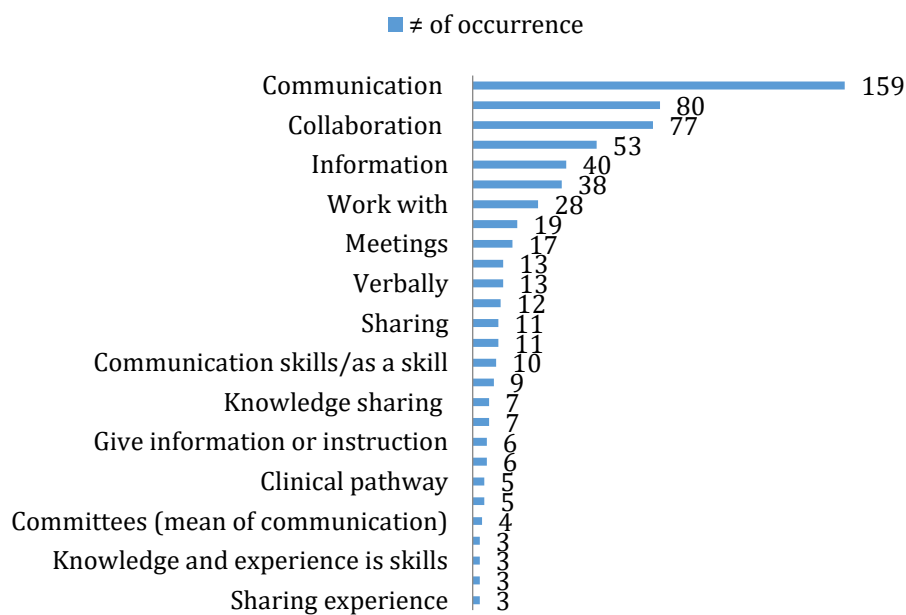 ≠ of occurrence
Communication 159
80
Collaboration 77
53
Information 40
38
Work with 28
19
Meetings 17
13
Verbally 13
12
Sharing 11
11
Communication skills/as a skill 10
9
Knowledge sharing 7
7
Give information or instruction 6
6
Clinical pathway 5
5
Committees (mean of communication) 4
3
Knowledge and experience is skills 3
3
Sharing experience 3